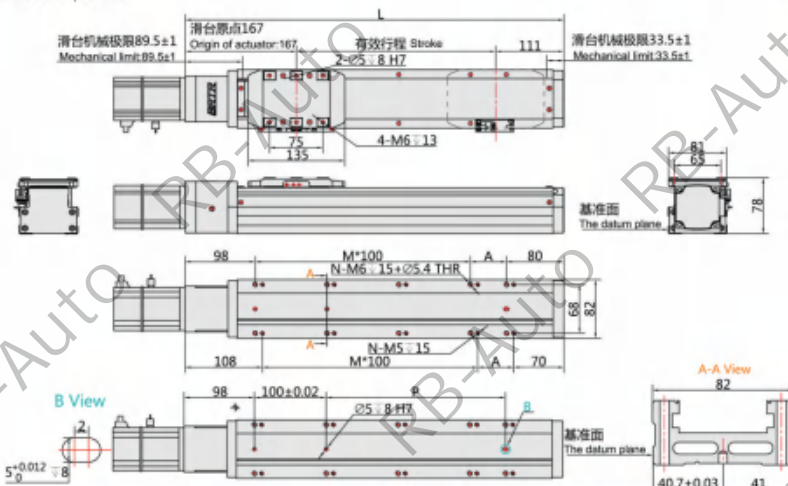 L
滑台原点167
滑台机械极限89.5±1
Origin of actuator:167
有效行程 Stroke
111
滑台机械极限33.5±1
Mechanical limit:89.5±1
Mechanical limit:33.5±1
2-∅5↧8 H7
BRTR
75
4-M6↧13
135
81
65
78
基准面
The datum plane
98
M*100
A
80
A
N-M6↧15+∅5.4 THR
68
82
A
N-M5↧15
108
M*100
A
70
A-A View
82
B View
98
100±0.02
P
2
∅5↧8 H7
B
基准面
The datum plane
5+0.012 0 ↧8
40.7±0.03
41
RB-Auto
RB-Auto
RB-Auto
RB-Auto